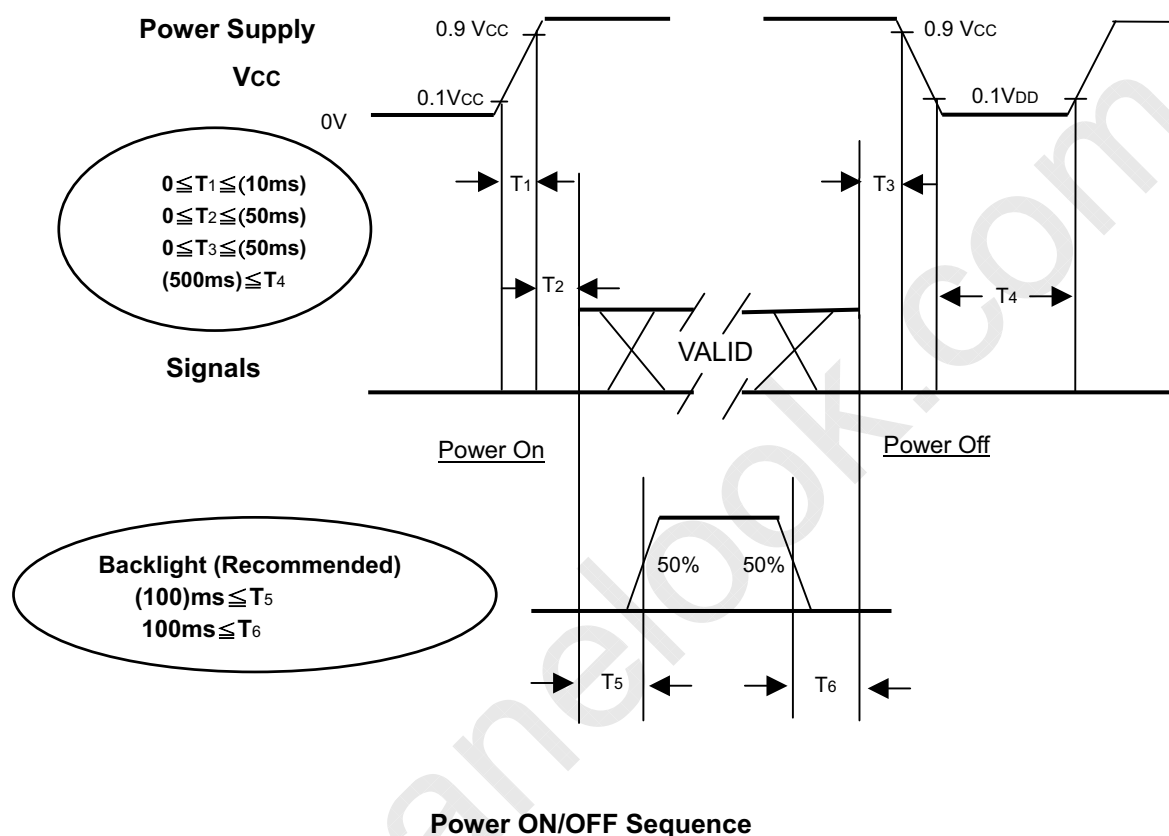 Power Supply
VCC
0.9 VCC
0.1VCC
0V
0.9 VCC
0.1VDD
0≦T1≦(10ms)
0≦T2≦(50ms)
0≦T3≦(50ms)
(500ms)≦T4
T1
T3
T2
T4
VALID
Signals
Power On
Power Off
Backlight (Recommended)
(100)ms≦T5
100ms≦T6
50%
50%
T5
T6
Power ON/OFF Sequence
anelook.com